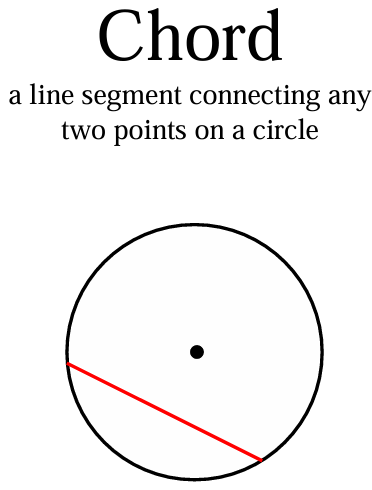 Chord
a line segment connecting any
two points on a circle